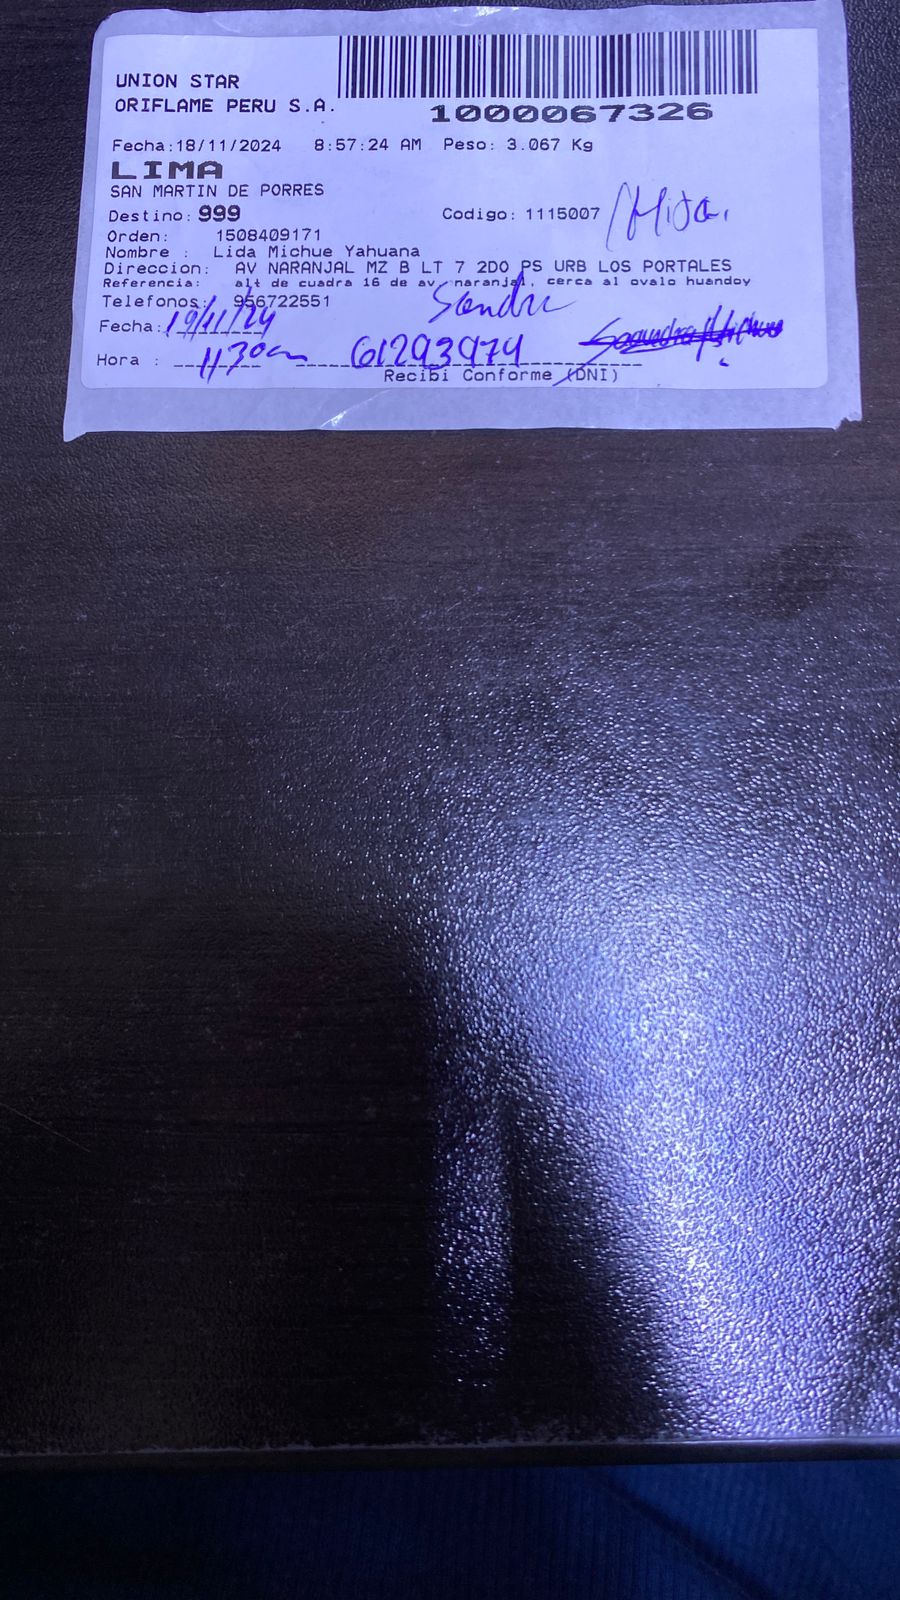 UNION STAR
ORIFLAME PERU S.A.
1000067326
Fecha:18/11/2024 8:57:24 AM Peso: 3.067 Kg
LIMA
SAN MARTIN DE PORRES
Destino: 999 Codigo: 1115007 Hija.
Orden: 1508409171
Nombre : Lida Michue Yahuana
Direccion: AV NARANJAL MZ B LT 7 2DO PS URB LOS PORTALES
Referencia: alt de cuadra 16 de av. naranjal, cerca al ovalo huandoy
Telefonos: 956722551 Sandra
Fecha: 19/11/24
Hora : 1130am 61293974
Recibi Conforme (DNI)